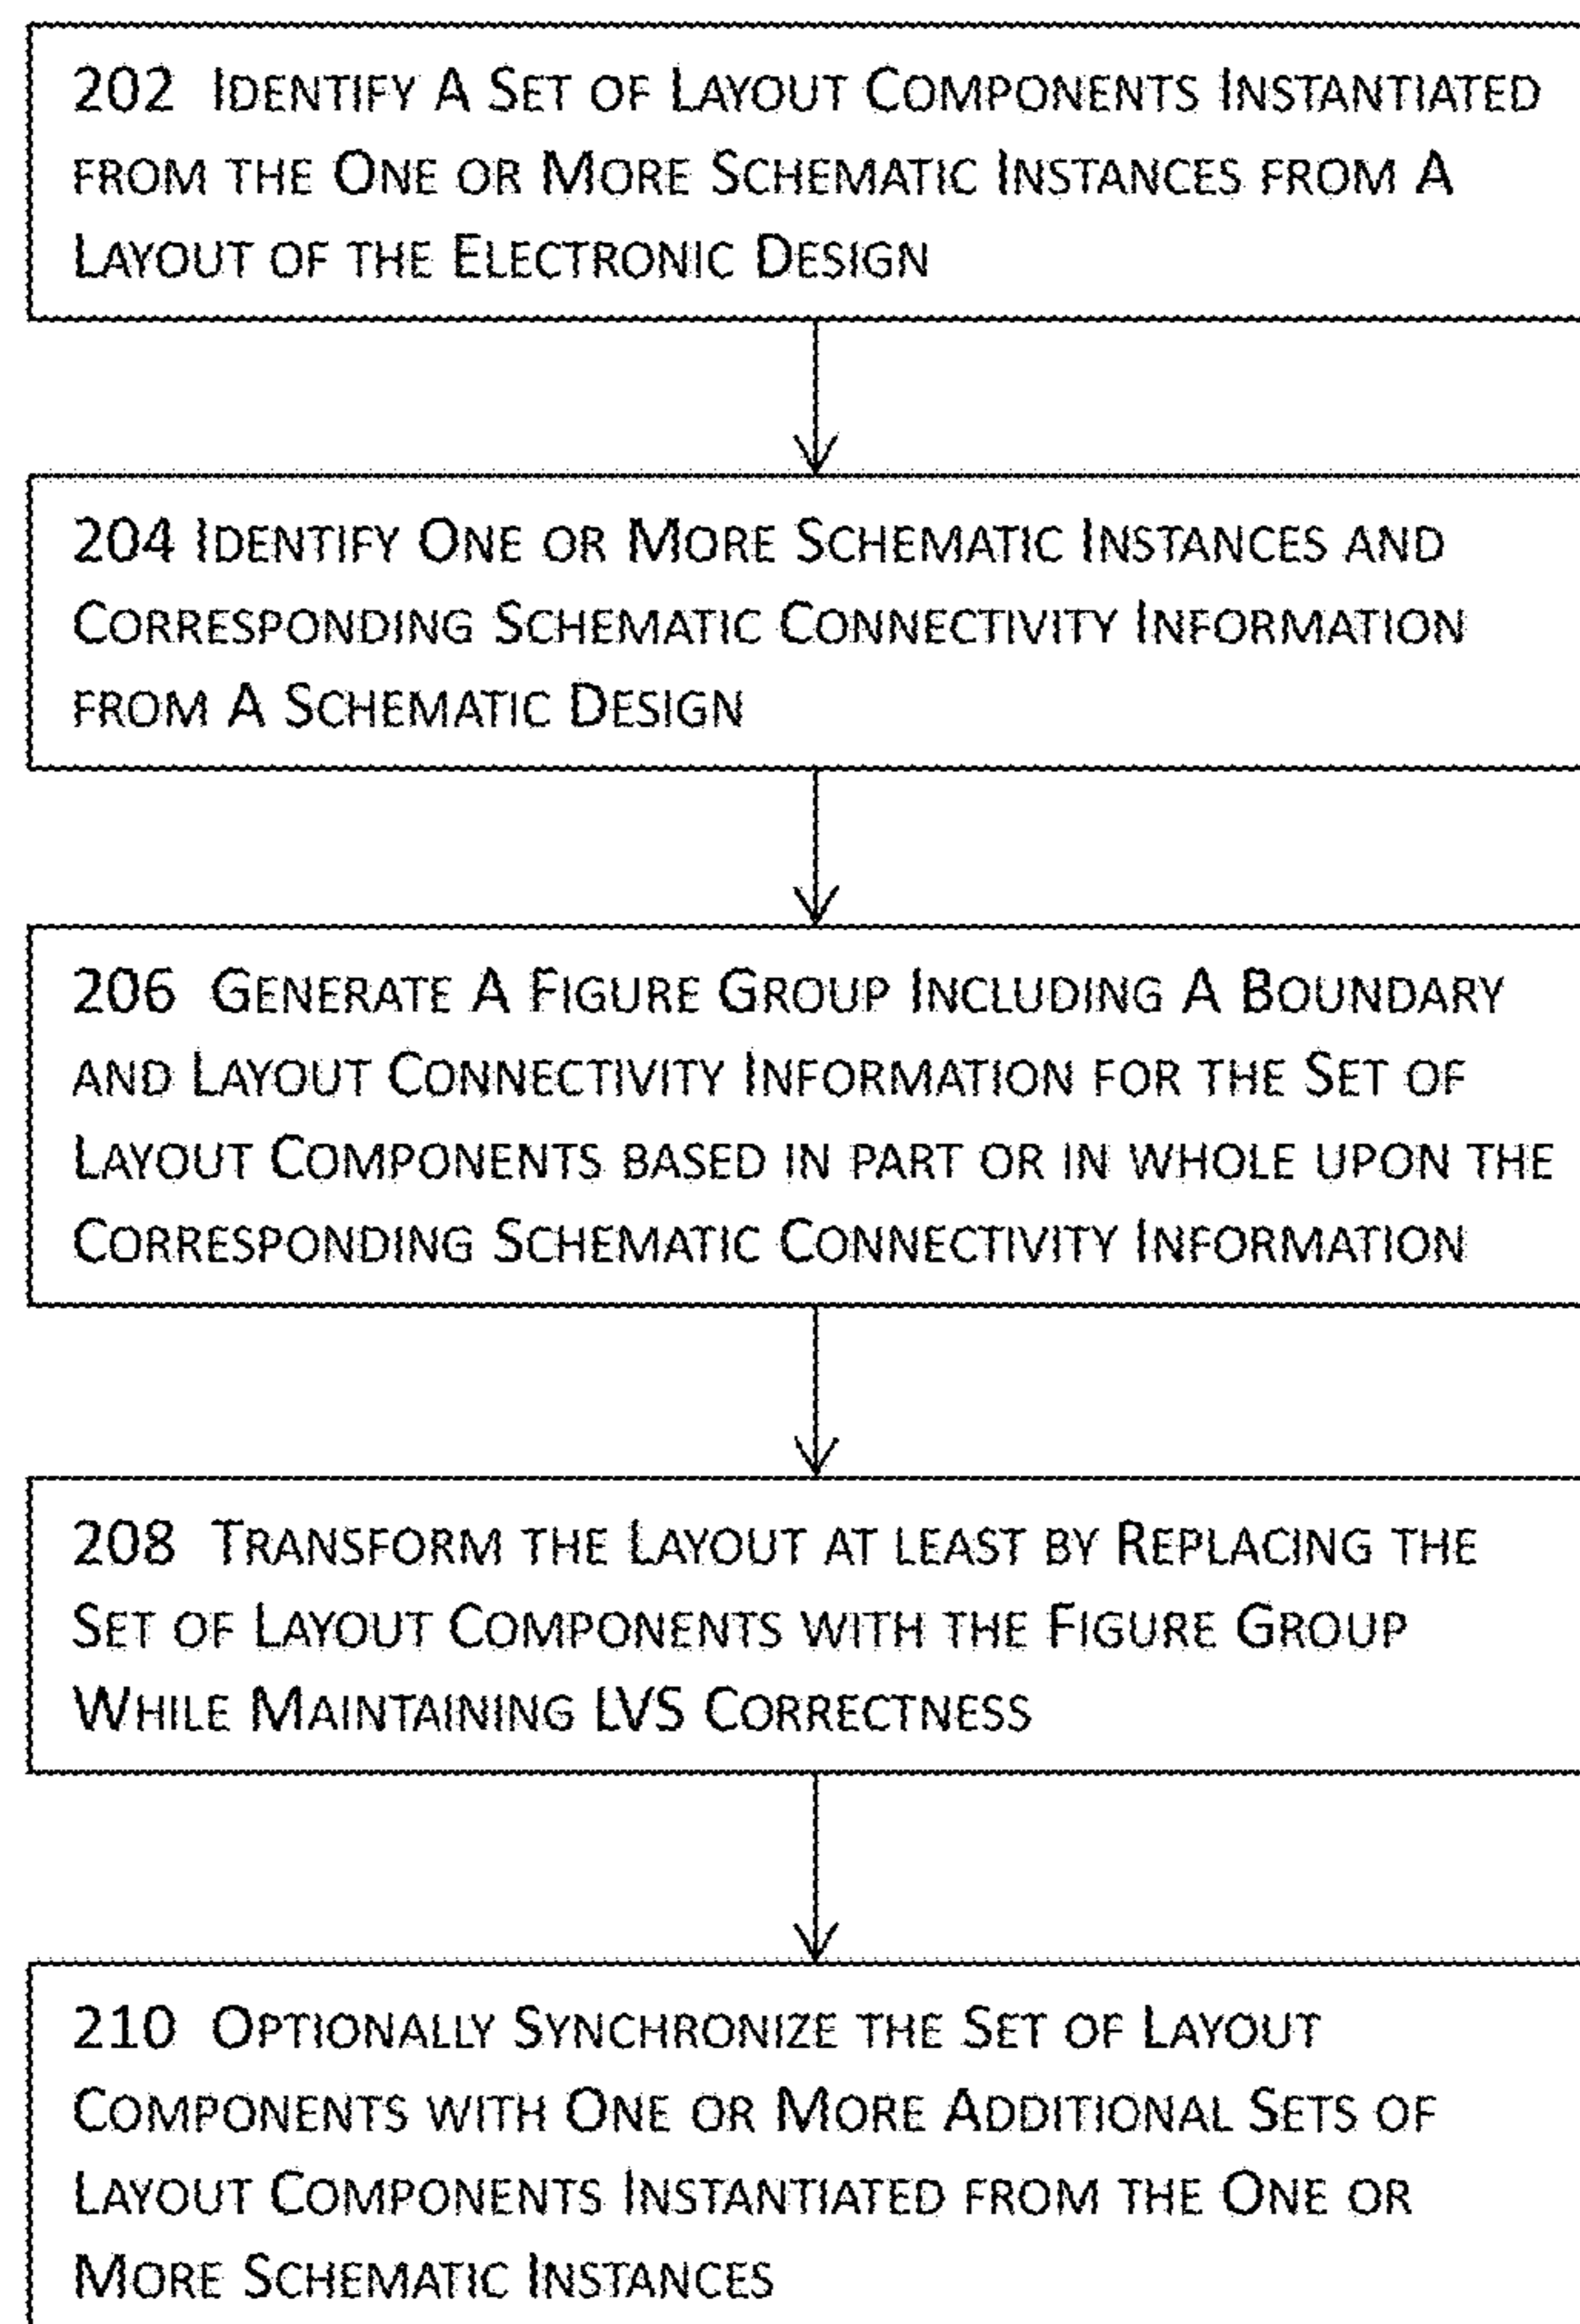 202 IDENTIFY A SET OF LAYOUT COMPONENTS INSTANTIATED
FROM THE ONE OR MORE SCHEMATIC INSTANCES FROM A
LAYOUT OF THE ELECTRONIC DESIGN
204 IDENTIFY ONE OR MORE SCHEMATIC INSTANCES AND
CORRESPONDING SCHEMATIC CONNECTIVITY INFORMATION
FROM A SCHEMATIC DESIGN
206 GENERATE A FIGURE GROUP INCLUDING A BOUNDARY
AND LAYOUT CONNECTIVITY INFORMATION FOR THE SET OF
LAYOUT COMPONENTS BASED IN PART OR IN WHOLE UPON THE
CORRESPONDING SCHEMATIC CONNECTIVITY INFORMATION
208 TRANSFORM THE LAYOUT AT LEAST BY REPLACING THE
SET OF LAYOUT COMPONENTS WITH THE FIGURE GROUP
WHILE MAINTAINING LVS CORRECTNESS
210 OPTIONALLY SYNCHRONIZE THE SET OF LAYOUT
COMPONENTS WITH ONE OR MORE ADDITIONAL SETS OF
LAYOUT COMPONENTS INSTANTIATED FROM THE ONE OR
MORE SCHEMATIC INSTANCES